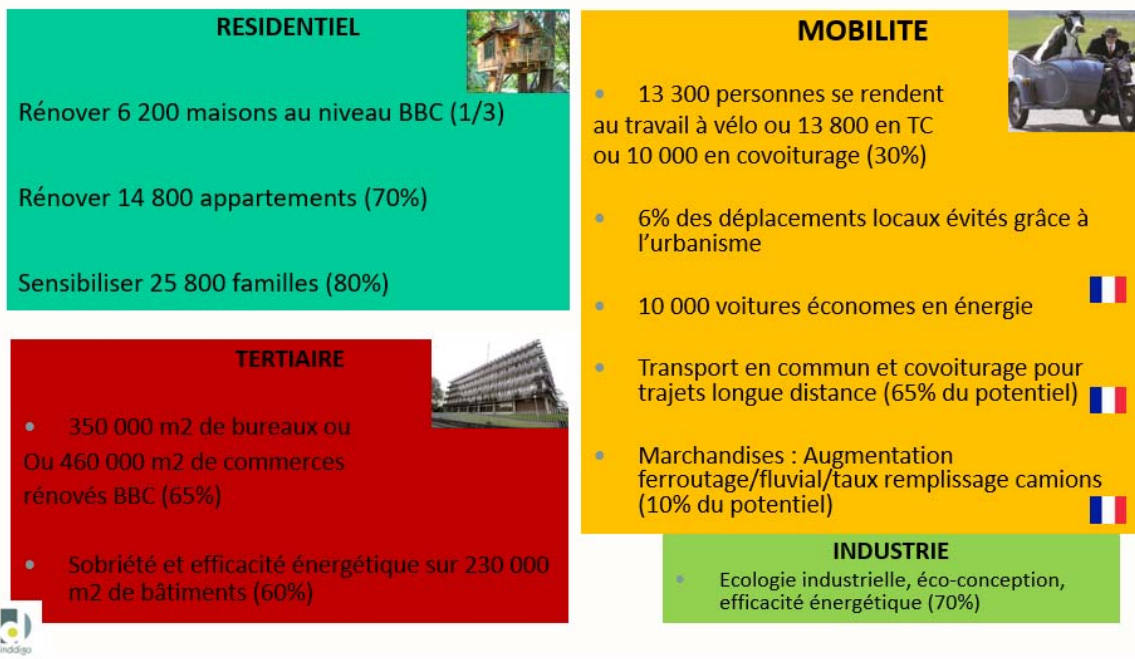 RESIDENTIEL
Rénover 6 200 maisons au niveau BBC (1/3)
Rénover 14 800 appartements (70%)
Sensibiliser 25 800 familles (80%)
TERTIAIRE
• 350 000 m2 de bureaux ou
Ou 460 000 m2 de commerces
rénovés BBC (65%)
• Sobriété et efficacité énergétique sur 230 000
m2 de bâtiments (60%)
MOBILITE
• 13 300 personnes se rendent
au travail à vélo ou 13 800 en TC
ou 10 000 en covoiturage (30%)
• 6% des déplacements locaux évités grâce à
l'urbanisme
• 10 000 voitures économes en énergie
• Transport en commun et covoiturage pour
trajets longue distance (65% du potentiel)
• Marchandises : Augmentation
ferroutage/fluvial/taux remplissage camions
(10% du potentiel)
INDUSTRIE
• Ecologie industrielle, éco-conception,
efficacité énergétique (70%)
inddigo